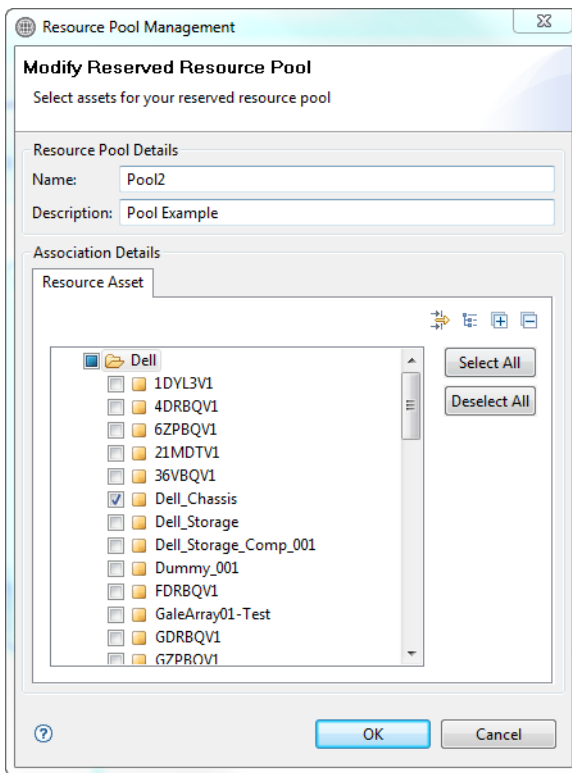 Resource Pool Management
Modify Reserved Resource Pool
Select assets for your reserved resource pool
Resource Pool Details
Name: Pool2
Description: Pool Example
Association Details
Resource Asset
Dell
Select All
1DYL3V1
4DRBQV1
Deselect All
6ZPBQV1
21MDTV1
36VBQV1
Dell_Chassis
Dell_Storage
Dell_Storage_Comp_001
Dummy_001
FDRBQV1
GaleArray01-Test
GDRBQV1
GZPBQV1
OK Cancel